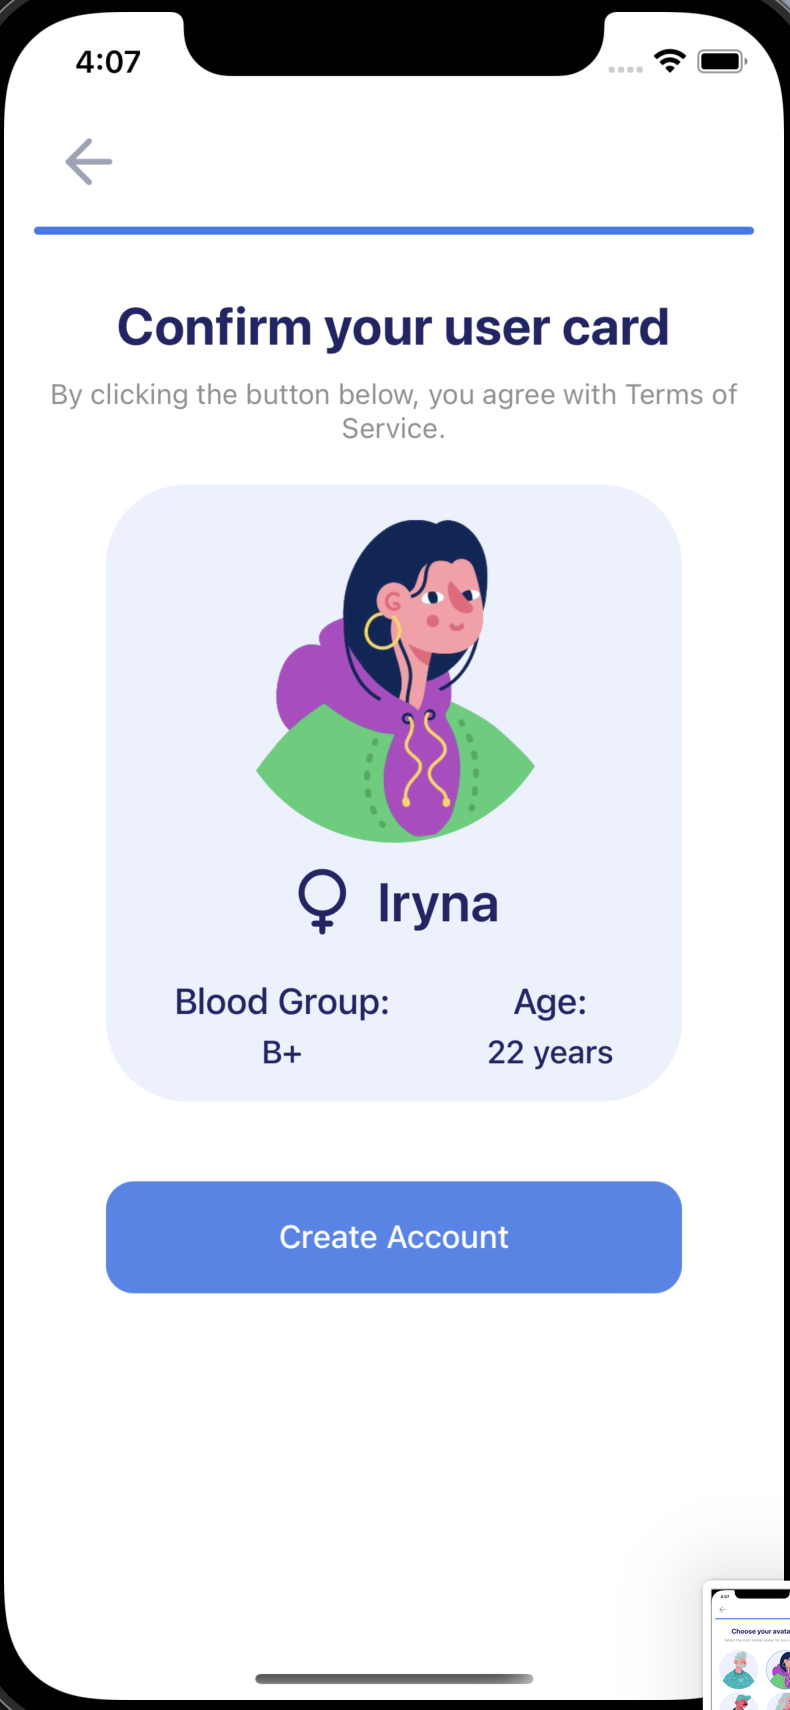 4:07
Confirm your user card
By clicking the button below, you agree with Terms of
Service.
Iryna
Blood Group: Age:
B+ 22 years
Create Account
4:07
Choose your avata